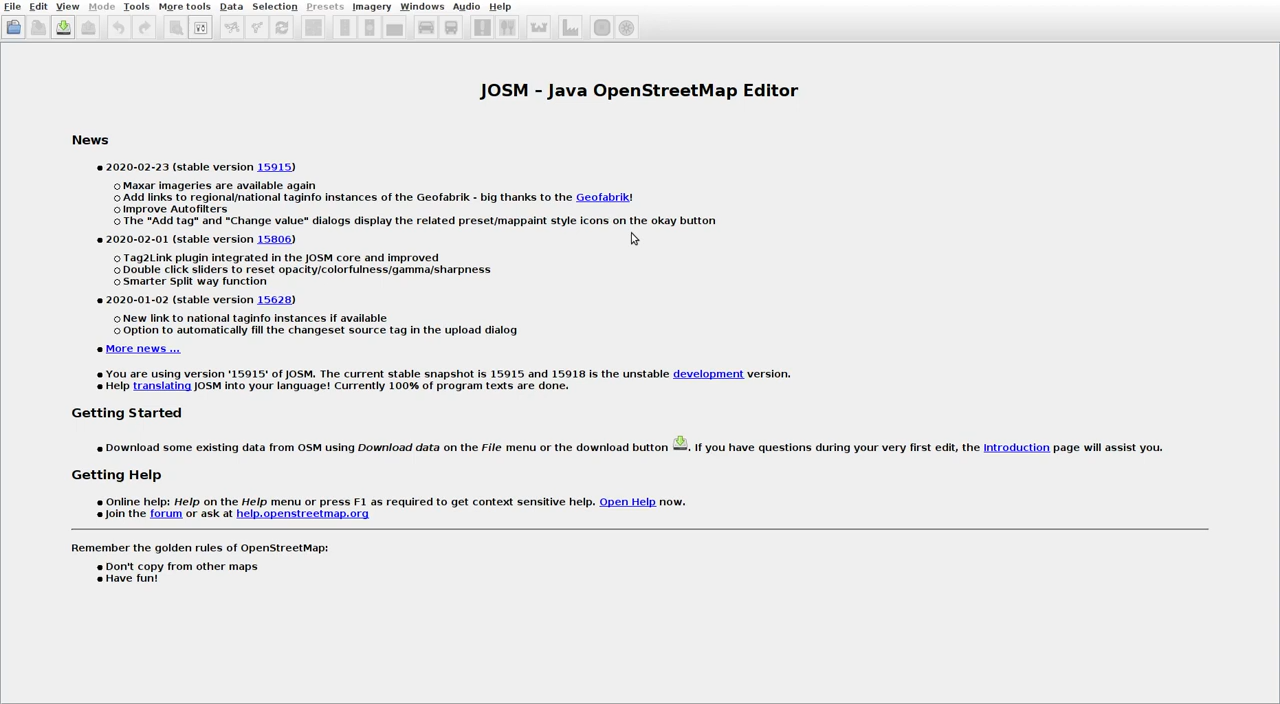 File Edit View Mode Tools More tools Data Selection Presets Imagery Windows Audio Help
JOSM – Java OpenStreetMap Editor
News
2020-02-23 (stable version 15915)
Maxar imageries are available again
Add links to regional/national taginfo instances of the Geofabrik - big thanks to the Geofabrik!
Improve Autofilters
The "Add tag" and "Change value" dialogs display the related preset/mappaint style icons on the okay button
2020-02-01 (stable version 15806)
Tag2Link plugin integrated in the JOSM core and improved
Double click sliders to reset opacity/colorfulness/gamma/sharpness
Smarter Split way function
2020-01-02 (stable version 15628)
New link to national taginfo instances if available
Option to automatically fill the changeset source tag in the upload dialog
More news ...
You are using version '15915' of JOSM. The current stable snapshot is 15915 and 15918 is the unstable development version.
Help translating JOSM into your language! Currently 100% of program texts are done.
Getting Started
Download some existing data from OSM using Download data on the File menu or the download button . If you have questions during your very first edit, the Introduction page will assist you.
Getting Help
Online help: Help on the Help menu or press F1 as required to get context sensitive help. Open Help now.
Join the forum or ask at help.openstreetmap.org
Remember the golden rules of OpenStreetMap:
Don't copy from other maps
Have fun!